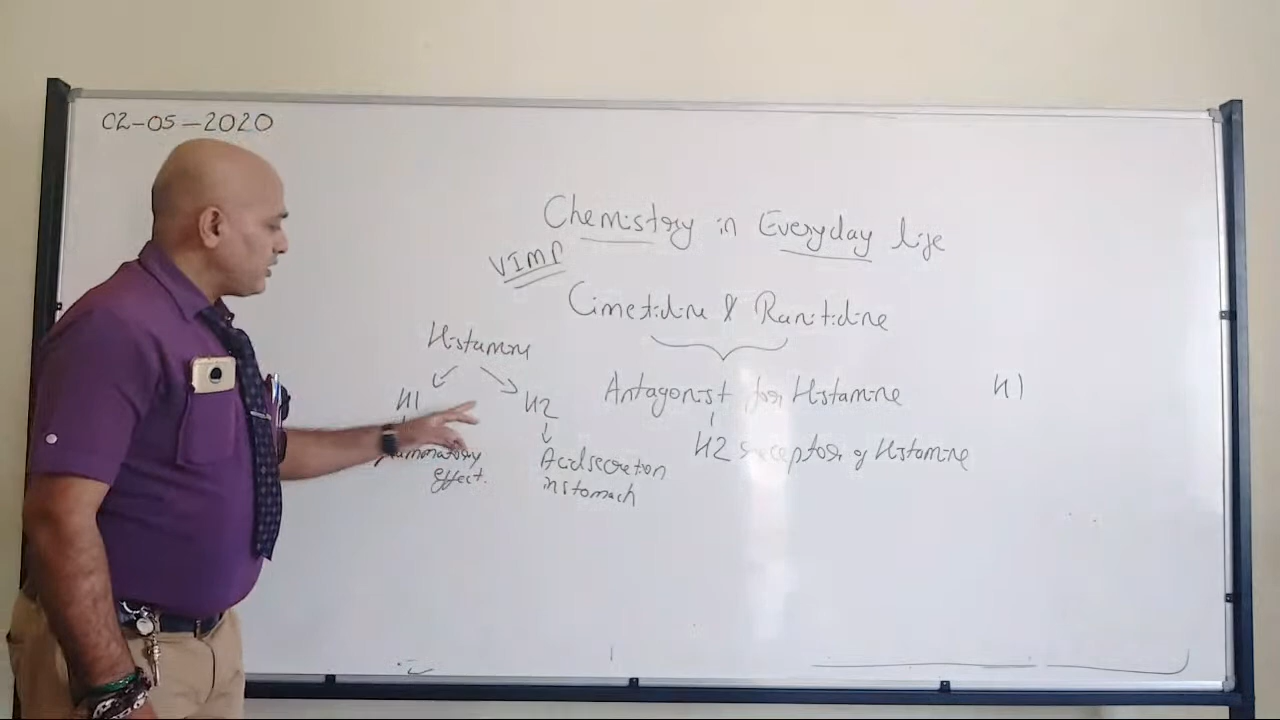 02-05-2020
Chemistry in Everyday life
VIMP
Cimetidine & Ranitidine
Histamine
H1
H2
Antagonist for Histamine
H1
effect.
Acid secretion
in stomach
H2 receptor of Histamine